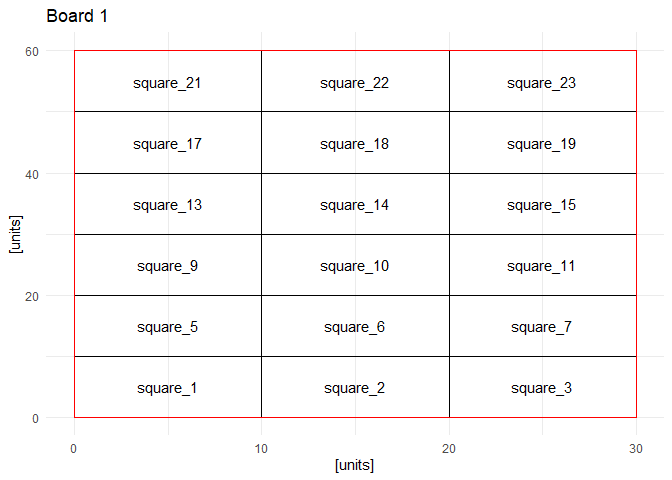 Board 1
60
square_21 square_22 square_23
square_17 square_18 square_19
40
square_13 square_14 square_15
[units]
square_9 square_10 square_11
20
square_5 square_6 square_7
square_1 square_2 square_3
0
0 10 20 30
[units]